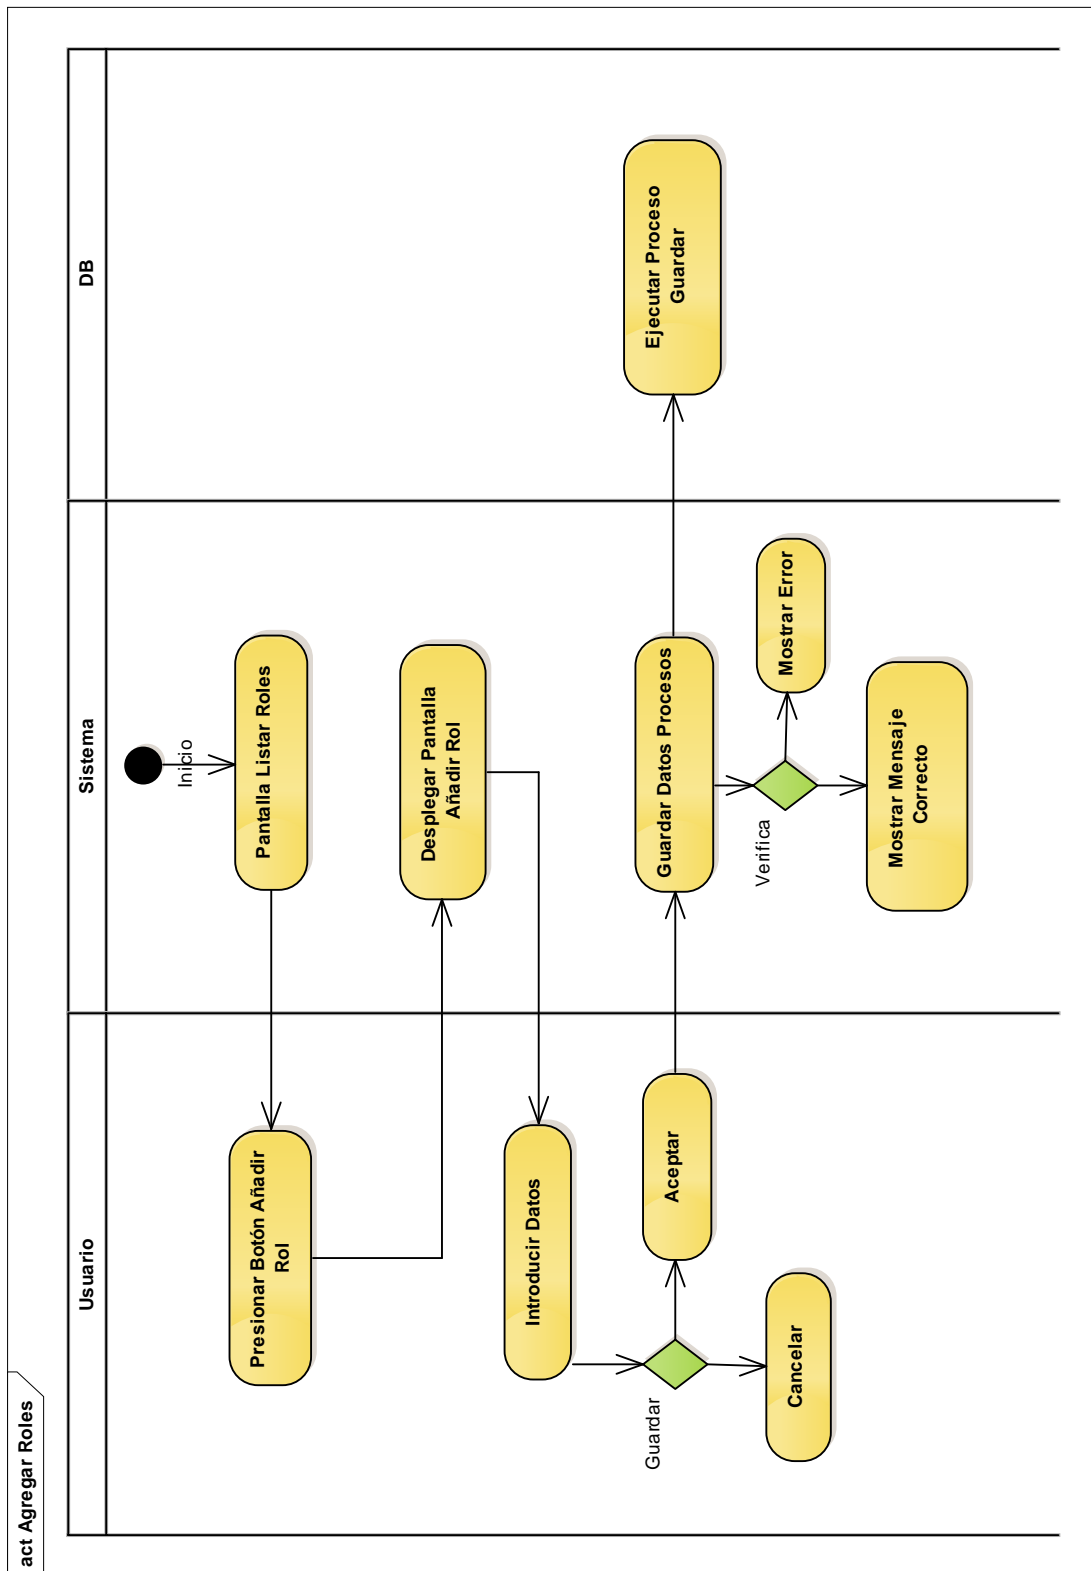 act Agregar Roles
Usuario
Sistema
DB
Inicio
Pantalla Listar Roles
Presionar Botón Añadir
Rol
Desplegar Pantalla
Añadir Rol
Introducir Datos
Guardar
Aceptar
Cancelar
Guardar Datos Procesos
Ejecutar Proceso
Guardar
Verifica
Mostrar Error
Mostrar Mensaje
Correcto